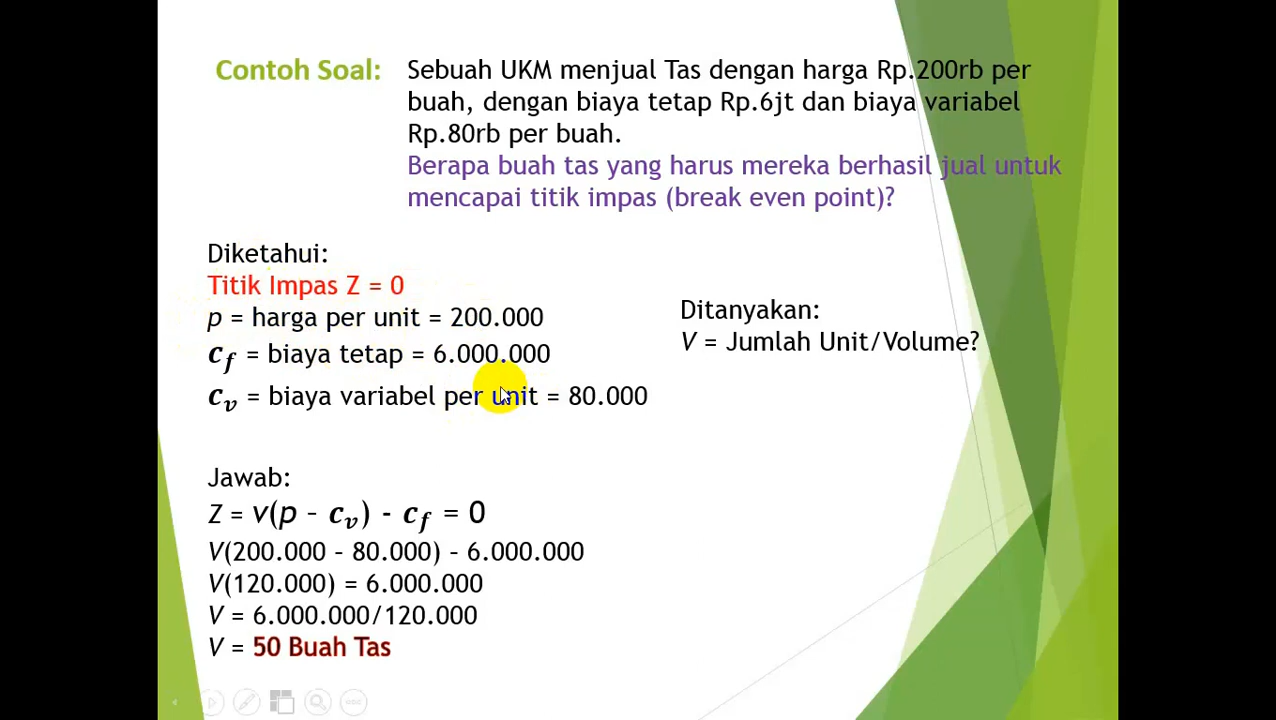 Contoh Soal:
Sebuah UKM menjual Tas dengan harga Rp.200rb per
buah, dengan biaya tetap Rp.6jt dan biaya variabel
Rp.80rb per buah.
Berapa buah tas yang harus mereka berhasil jual untuk
mencapai titik impas (break even point)?
Diketahui:
Titik Impas Z = 0
p = harga per unit = 200.000
c_f = biaya tetap = 6.000.000
c_v = biaya variabel per unit = 80.000
Ditanyakan:
V = Jumlah Unit/Volume?
Jawab:
Z = v(p – c_v) - c_f = 0
V(200.000 – 80.000) – 6.000.000
V(120.000) = 6.000.000
V = 6.000.000/120.000
V = 50 Buah Tas